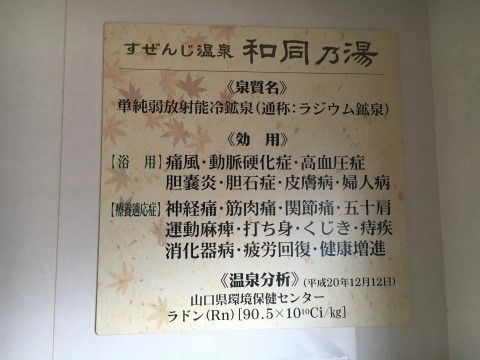 すぜんじ温泉 和同乃湯
《泉質名》
単純弱放射能冷鉱泉(通称:ラジウム鉱泉)
《効 用》
【浴 用】痛風・動脈硬化症・高血圧症
胆嚢炎・胆石症・皮膚病・婦人病
【療養適応症】神経痛・筋肉痛・関節痛・五十肩
運動麻痺・打ち身・くじき・痔疾
消化器病・疲労回復・健康増進
《温泉分析》(平成20年12月12日)
山口県環境保健センター
ラドン(Rn)[90.5×10¹⁰Ci/kg]